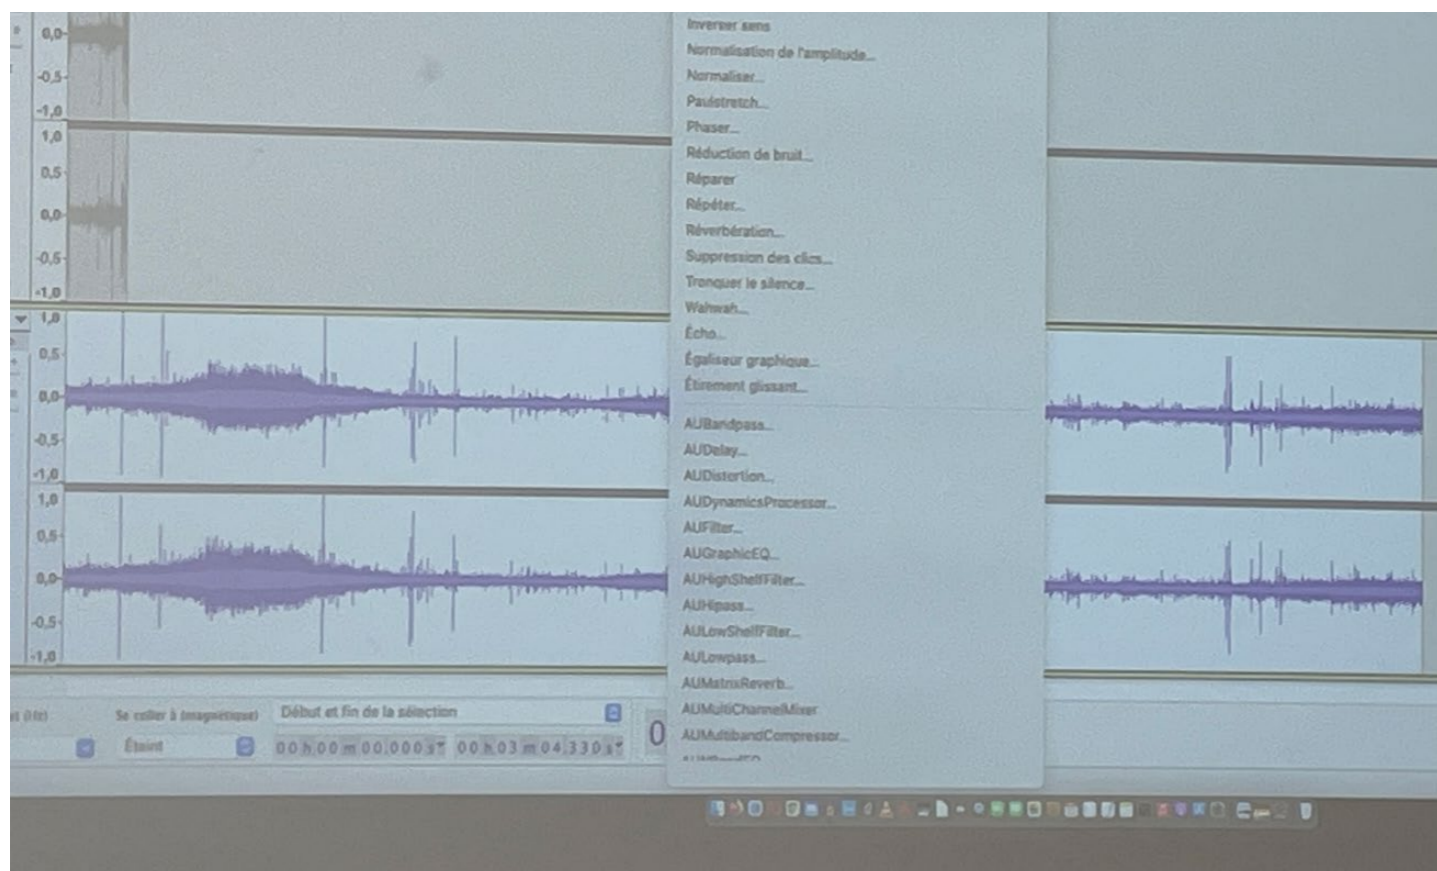 0,0
-0,5
-1,0
1,0
0,5
0,0
-0,5
-1,0
1,0
0,5
0,0
-0,5
-1,0
1,0
0,5
0,0
-0,5
-1,0
Inverser sens
Normalisation de l'amplitude...
Normaliser...
Paulstretch...
Phaser...
Réduction de bruit...
Réparer
Répéter...
Réverbération...
Suppression des clics...
Tronquer le silence...
Wahwah...
Écho...
Égaliseur graphique...
Étirement glissant...
AUBandpass...
AUDelay...
AUDistortion...
AUDynamicsProcessor...
AUFilter...
AUGraphicEQ...
AUHighShelfFilter...
AUHipass...
AULowShelfFilter...
AULowpass...
AUMatrixReverb...
AUMultiChannelMixer
AUMultibandCompressor...
(Hz) Se coller à (magnétique) Début et fin de la sélection
Éteint 00 h 00 m 00.000 s 00 h 03 m 04.330 s 0